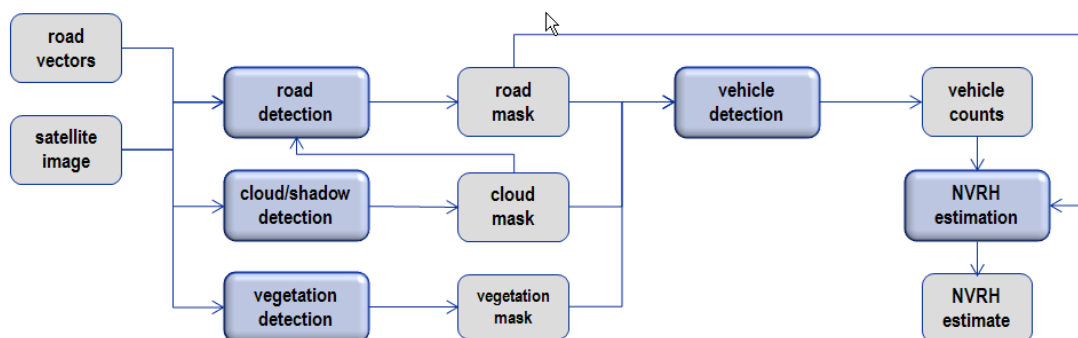 road
vectors
satellite
image
road
detection
cloud/shadow
detection
vegetation
detection
road
mask
cloud
mask
vegetation
mask
vehicle
detection
vehicle
counts
NVRH
estimation
NVRH
estimate